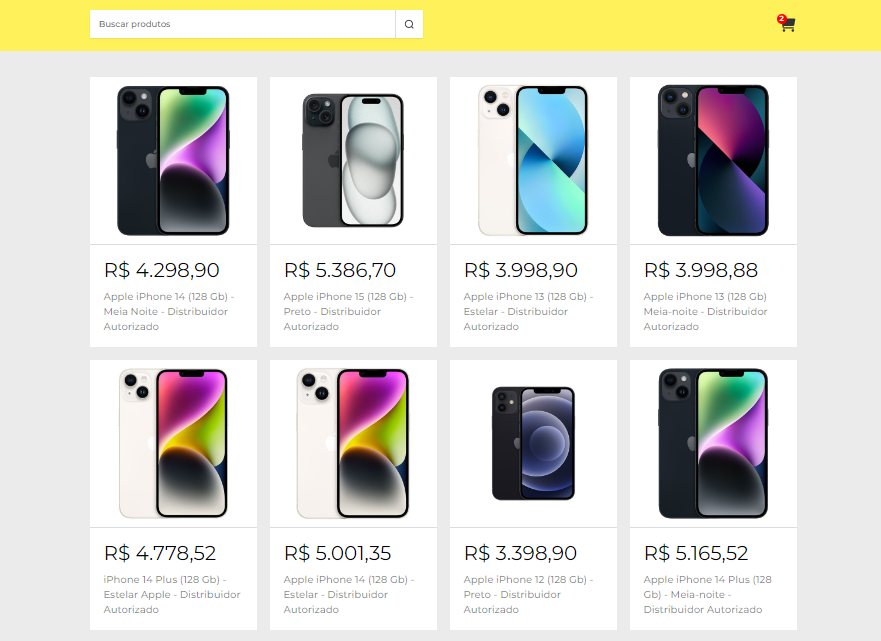 Buscar produtos
2
R$ 4.298,90
Apple iPhone 14 (128 Gb) -
Meia Noite - Distribuidor
Autorizado
R$ 5.386,70
Apple iPhone 15 (128 Gb) -
Preto - Distribuidor
Autorizado
R$ 3.998,90
Apple iPhone 13 (128 Gb) -
Estelar - Distribuidor
Autorizado
R$ 3.998,88
Apple iPhone 13 (128 Gb)
Meia-noite - Distribuidor
Autorizado
R$ 4.778,52
iPhone 14 Plus (128 Gb) -
Estelar Apple - Distribuidor
Autorizado
R$ 5.001,35
Apple iPhone 14 (128 Gb) -
Estelar - Distribuidor
Autorizado
R$ 3.398,90
Apple iPhone 12 (128 Gb) -
Preto - Distribuidor
Autorizado
R$ 5.165,52
Apple iPhone 14 Plus (128
Gb) - Meia-noite -
Distribuidor Autorizado